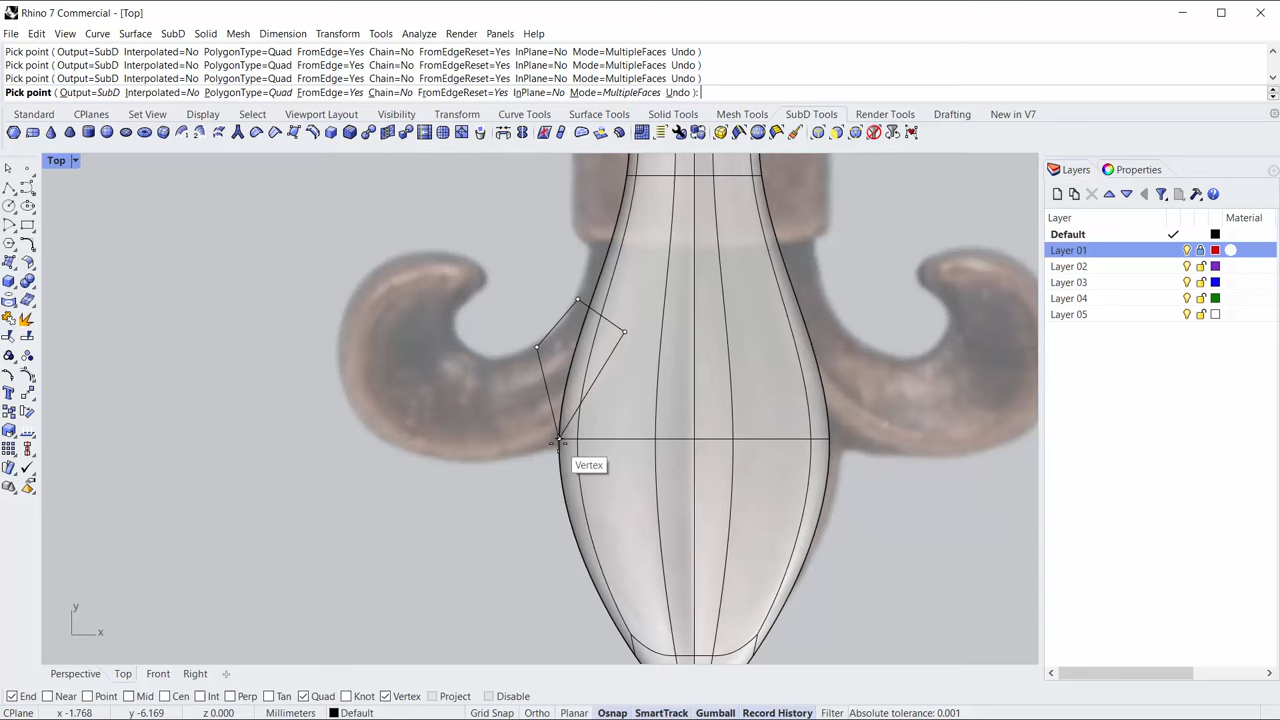 Rhino 7 Commercial - [Top]
File Edit View Curve Surface SubD Solid Mesh Dimension Transform Tools Analyze Render Panels Help
Pick point ( Output=SubD Interpolated=No PolygonType=Quad FromEdge=Yes Chain=No FromEdgeReset=Yes InPlane=No Mode=MultipleFaces Undo )
Pick point ( Output=SubD Interpolated=No PolygonType=Quad FromEdge=Yes Chain=No FromEdgeReset=Yes InPlane=No Mode=MultipleFaces Undo )
Pick point ( Output=SubD Interpolated=No PolygonType=Quad FromEdge=Yes Chain=No FromEdgeReset=Yes InPlane=No Mode=MultipleFaces Undo )
Pick point ( Output=SubD Interpolated=No PolygonType=Quad FromEdge=Yes Chain=No FromEdgeReset=Yes InPlane=No Mode=MultipleFaces Undo ):
Standard CPlanes Set View Display Select Viewport Layout Visibility Transform Curve Tools Surface Tools Solid Tools Mesh Tools SubD Tools Render Tools Drafting New in V7
Top
Layers Properties
Layer Material
Default
Layer 01
Layer 02
Layer 03
Layer 04
Layer 05
Vertex
y
x
Perspective Top Front Right
End Near Point Mid Cen Int Perp Tan Quad Knot Vertex Project Disable
CPlane x -1.768 y -6.169 z 0.000 Millimeters Default Grid Snap Ortho Planar Osnap SmartTrack Gumball Record History Filter Absolute tolerance: 0.001